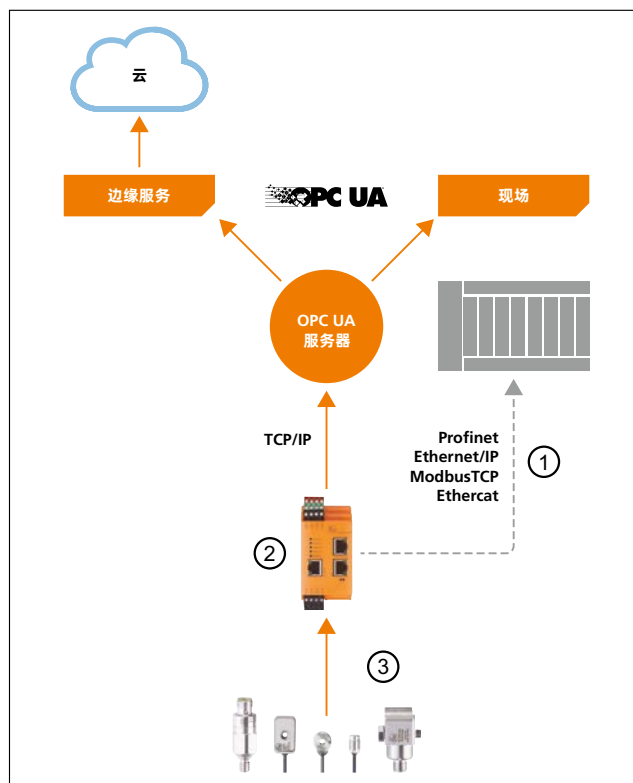 云
边缘服务
OPC UA
现场
OPC UA
服务器
TCP/IP
Profinet
Ethernet/IP
ModbusTCP
Ethercat
1
2
3